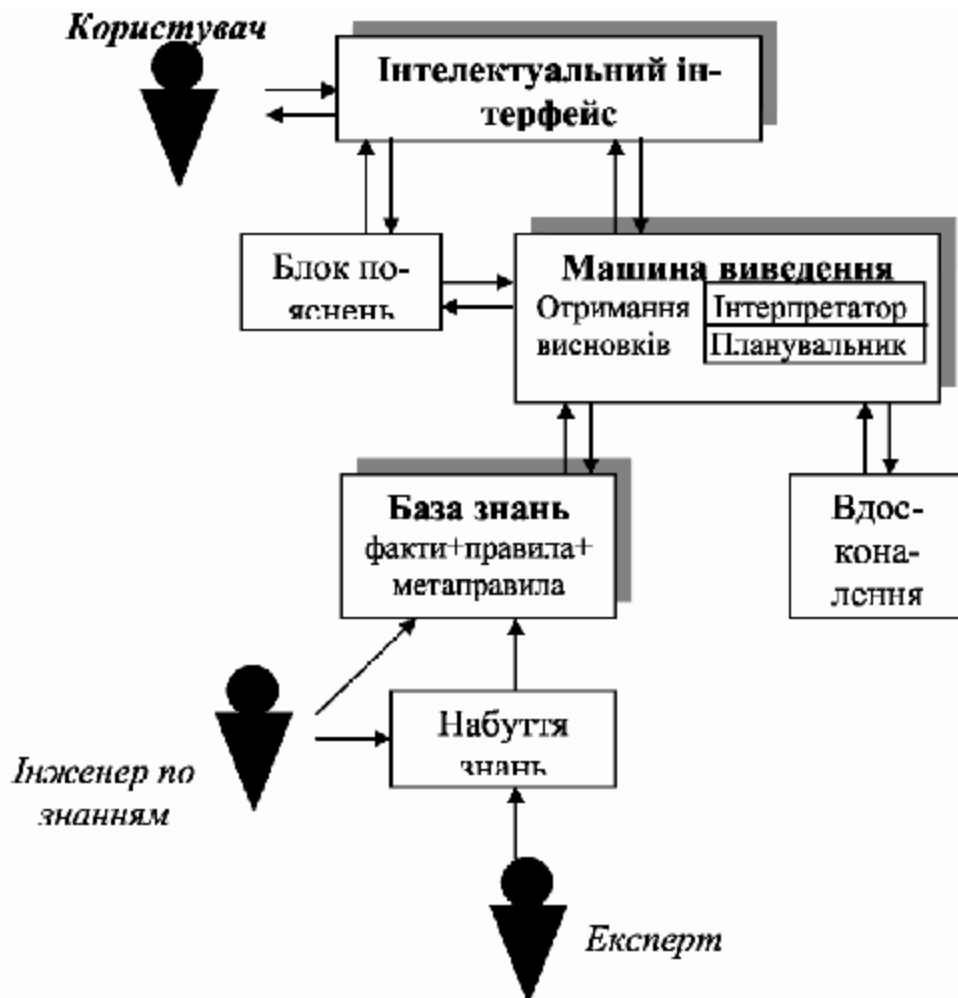 Користувач
Інтелектуальний ін-
терфейс
Блок по-
яснень
Машина виведення
Отримання
висновків
Інтерпретатор
Планувальник
База знань
факти+правила+
метаправила
Вдос-
кона-
лення
Набуття
знань
Інженер по
знанням
Експерт